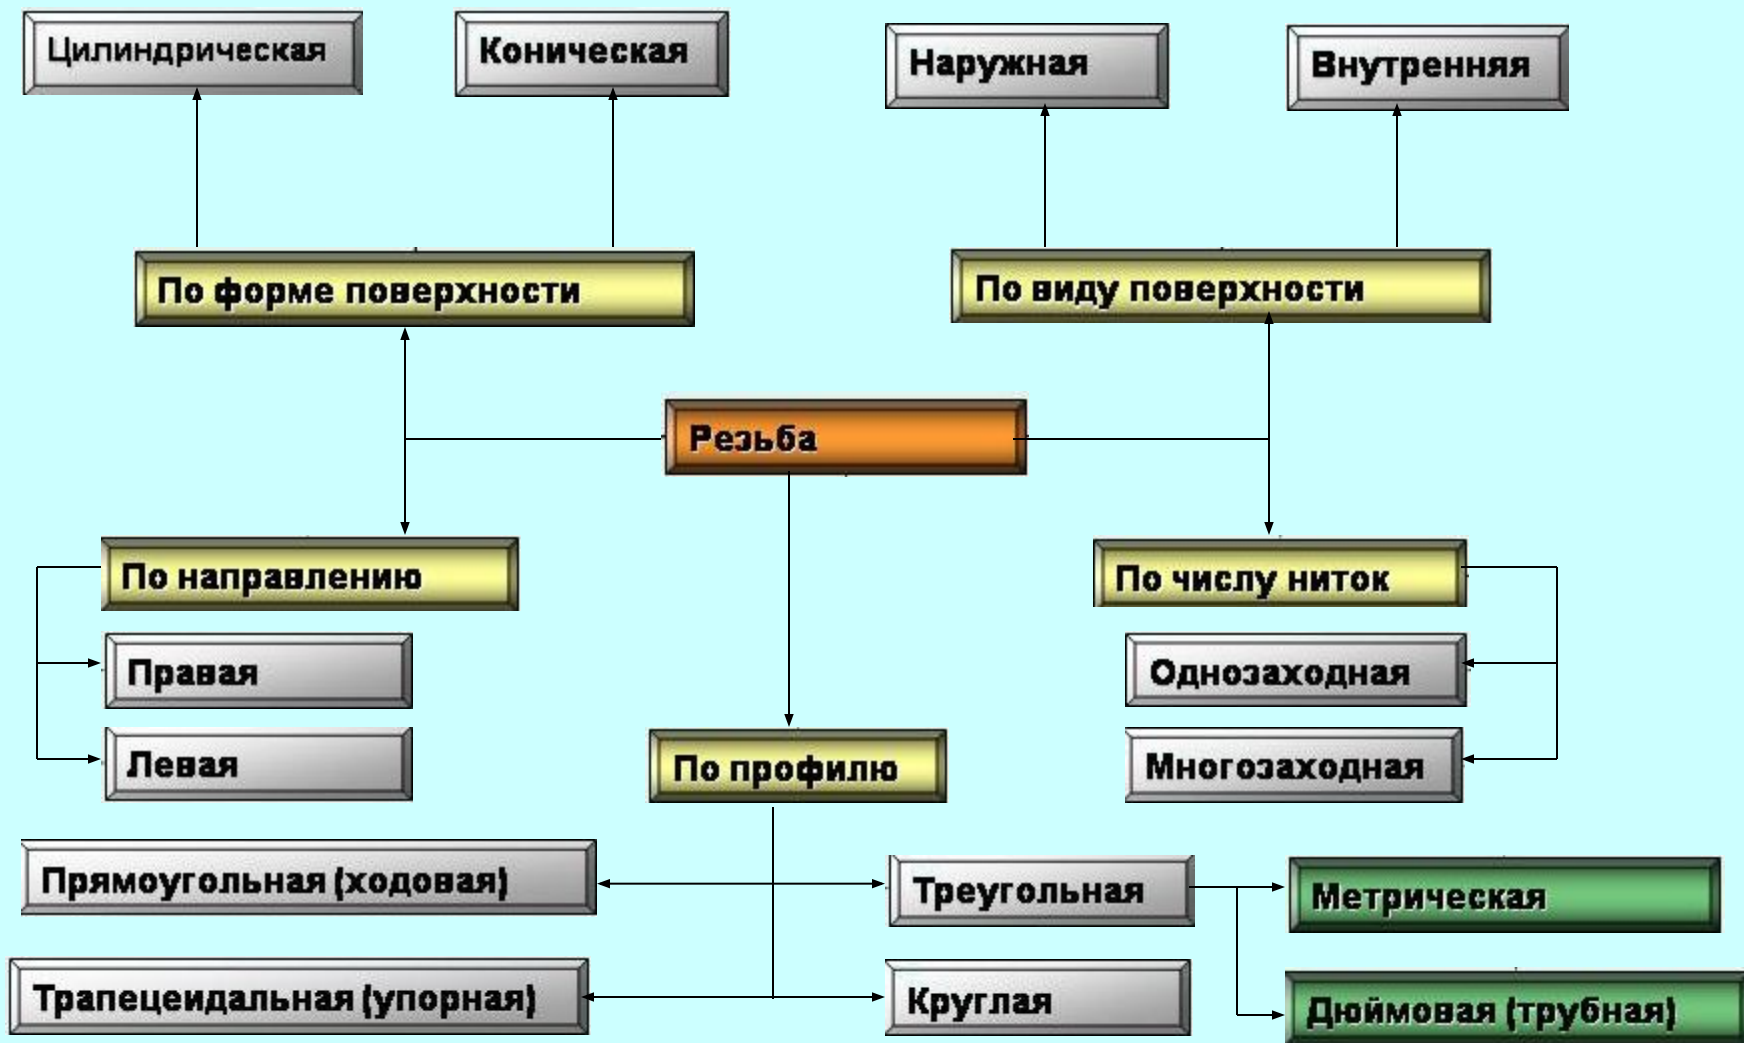 Цилиндрическая
Коническая
Наружная
Внутренняя
По форме поверхности
По виду поверхности
Резьба
По направлению
По числу ниток
Правая
Однозаходная
Левая
Многозаходная
По профилю
Прямоугольная (ходовая)
Треугольная
Метрическая
Трапецеидальная (упорная)
Круглая
Дюймовая (трубная)